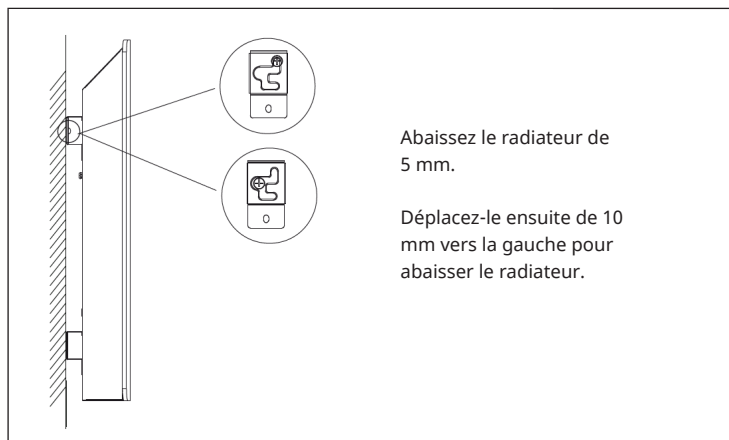 Abaissez le radiateur de
5 mm.
Déplacez-le ensuite de 10
mm vers la gauche pour
abaisser le radiateur.